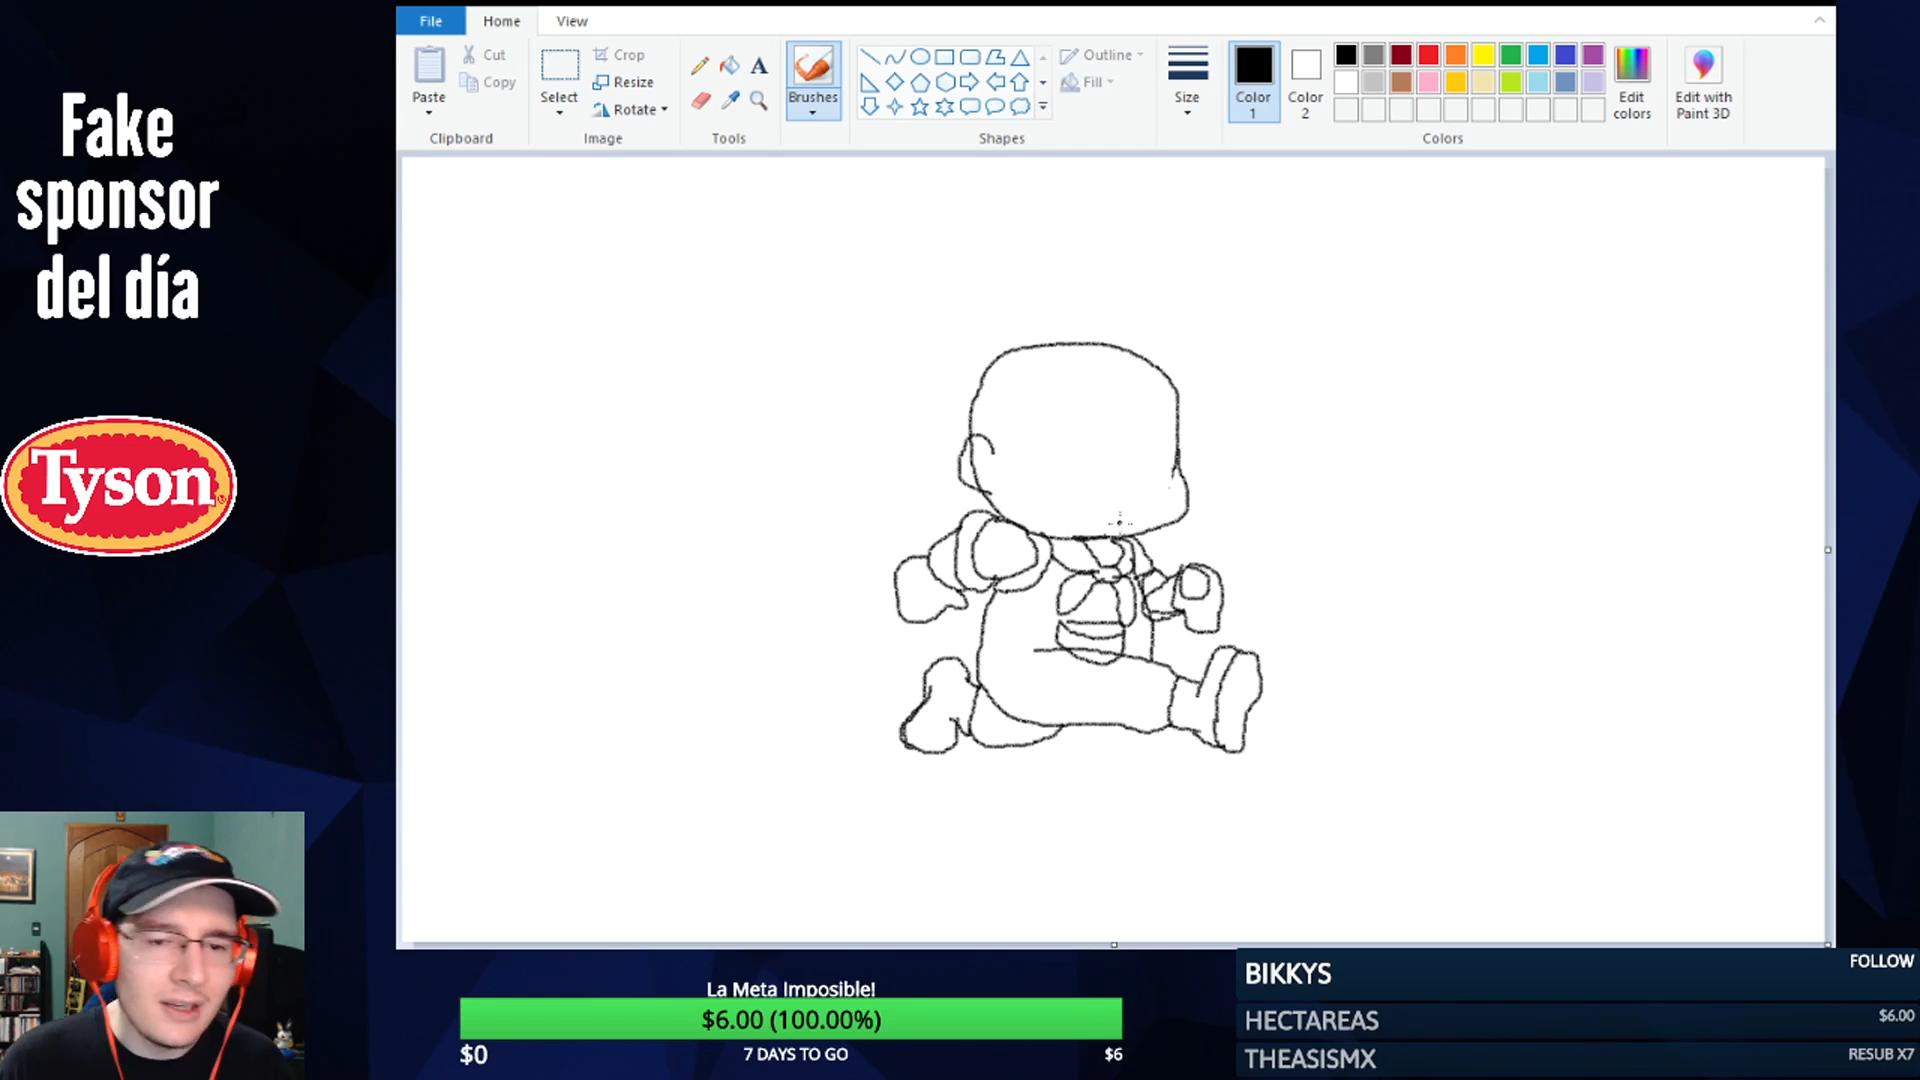 File
Home
View
Paste
Cut
Copy
Clipboard
Select
Crop
Resize
Rotate
Image
A
Tools
Brushes
Shapes
Outline
Fill
Size
Color
1
Color
2
Colors
Edit
colors
Edit with
Paint 3D
Fake
sponsor
del día
Tyson
La Meta Imposible!
$6.00 (100.00%)
$0
7 DAYS TO GO
$6
BIKKYS
FOLLOW
HECTAREAS
$6.00
THEASISMX
RESUB X7